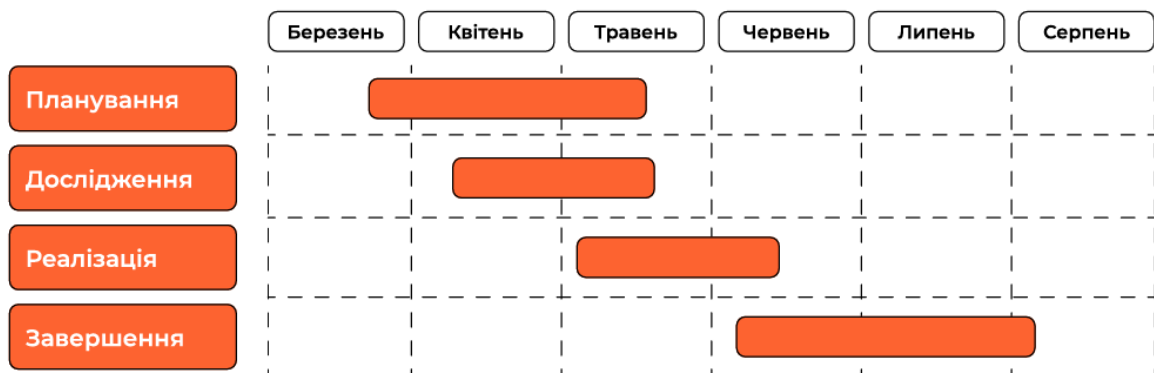 Березень
Квітень
Травень
Червень
Липень
Серпень
Планування
Дослідження
Реалізація
Завершення